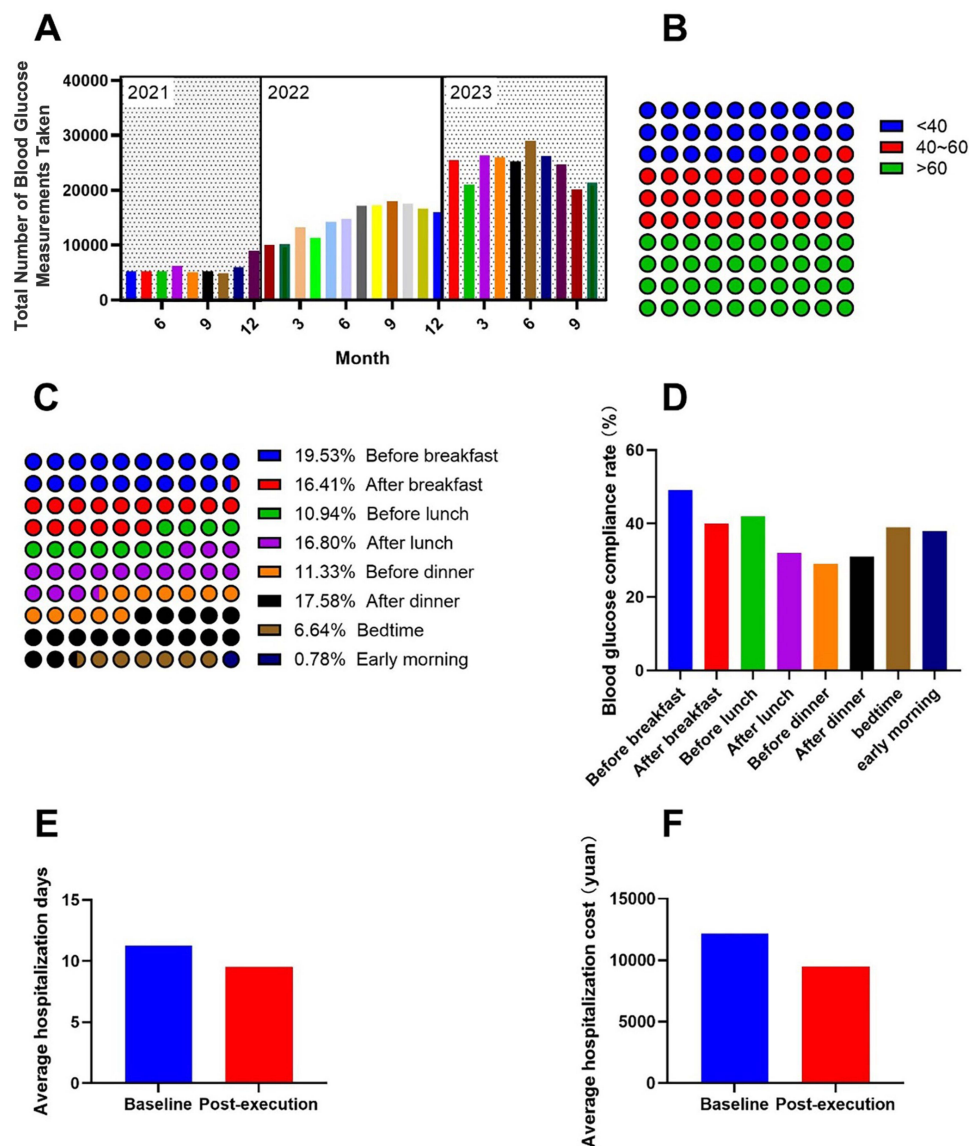 A
Total Number of Blood Glucose
Measurements Taken
40000
30000
20000
10000
0
2021
2022
2023
6
9
12
3
6
9
12
3
6
9
Month
B
<40
40~60
>60
C
19.53% Before breakfast
16.41% After breakfast
10.94% Before lunch
16.80% After lunch
11.33% Before dinner
17.58% After dinner
6.64% Bedtime
0.78% Early morning
D
Blood glucose compliance rate（%）
60
40
20
0
Before breakfast
After breakfast
Before lunch
After lunch
Before dinner
After dinner
bedtime
early morning
E
Average hospitalization days
15
10
5
0
Baseline
Post-execution
F
Average hospitalization cost（yuan）
15000
10000
5000
0
Baseline
Post-execution